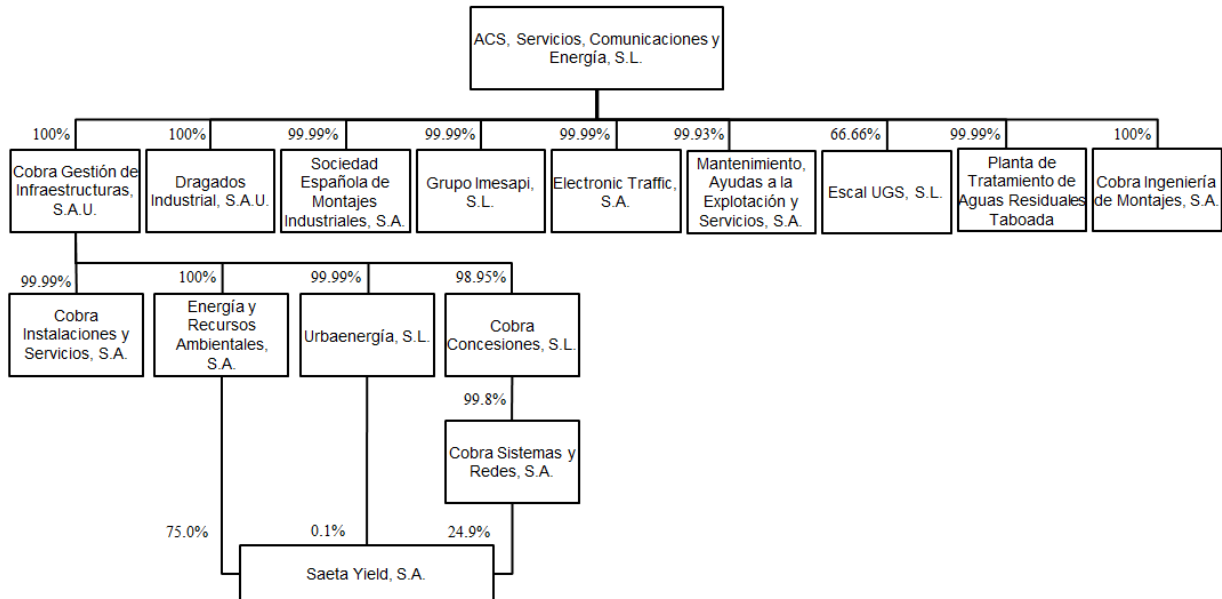 ACS, Servicios, Comunicaciones y
Energía, S.L.
100%
100%
99.99%
99.99%
99.99%
99.93%
66.66%
99.99%
100%
Cobra Gestión de
Infraestructuras,
S.A.U.
Dragados
Industrial, S.A.U.
Sociedad
Española de
Montajes
Industriales, S.A.
Grupo Imesapi,
S.L.
Electronic Traffic,
S.A.
Mantenimiento,
Ayudas a la
Explotación y
Servicios, S.A.
Escal UGS, S.L.
Planta de
Tratamiento de
Aguas Residuales
Taboada
Cobra Ingeniería
de Montajes, S.A.
99.99%
100%
99.99%
98.95%
Cobra
Instalaciones y
Servicios, S.A.
Energía y
Recursos
Ambientales,
S.A.
Urbaenergía, S.L.
Cobra
Concesiones, S.L.
99.8%
Cobra Sistemas y
Redes, S.A.
75.0%
0.1%
24.9%
Saeta Yield, S.A.